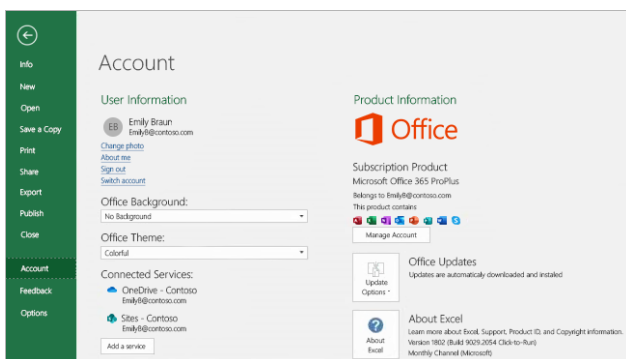 Info
New
Open
Save a Copy
Print
Share
Export
Publish
Close
Account
Feedback
Options
Account
User Information
EB
Emily Braun
EmilyB@contoso.com
Change photo
About me
Sign out
Switch account
Office Background:
No Background
Office Theme:
Colorful
Connected Services:
OneDrive - Contoso
EmilyB@contoso.com
Sites - Contoso
EmilyB@contoso.com
Add a service
Product Information
Office
Subscription Product
Microsoft Office 365 ProPlus
Belongs to EmilyB@contoso.com
This product contains
Manage Account
Update
Options
Office Updates
Updates are automaticaly downloaded and instaled
About
Excel
About Excel
Learn more about Excel, Support, Product ID, and Copyright information.
Version 1802 (Build 9029.2054 Click-to-Run)
Monthly Channel (Microsoft)